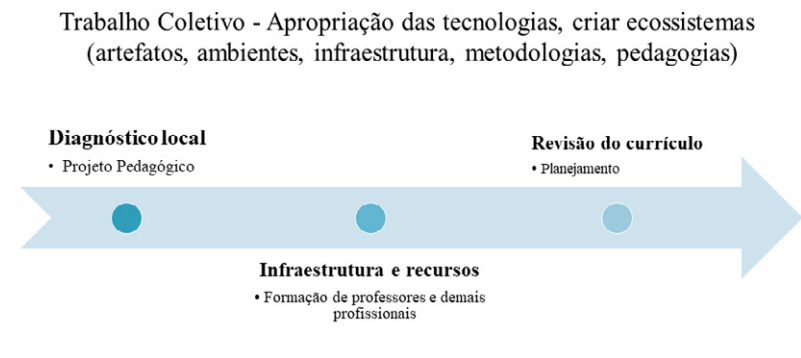 Trabalho Coletivo - Apropriação das tecnologias, criar ecossistemas
(artefatos, ambientes, infraestrutura, metodologias, pedagogias)
Diagnóstico local
• Projeto Pedagógico
Revisão do currículo
• Planejamento
Infraestrutura e recursos
• Formação de professores e demais
profissionais